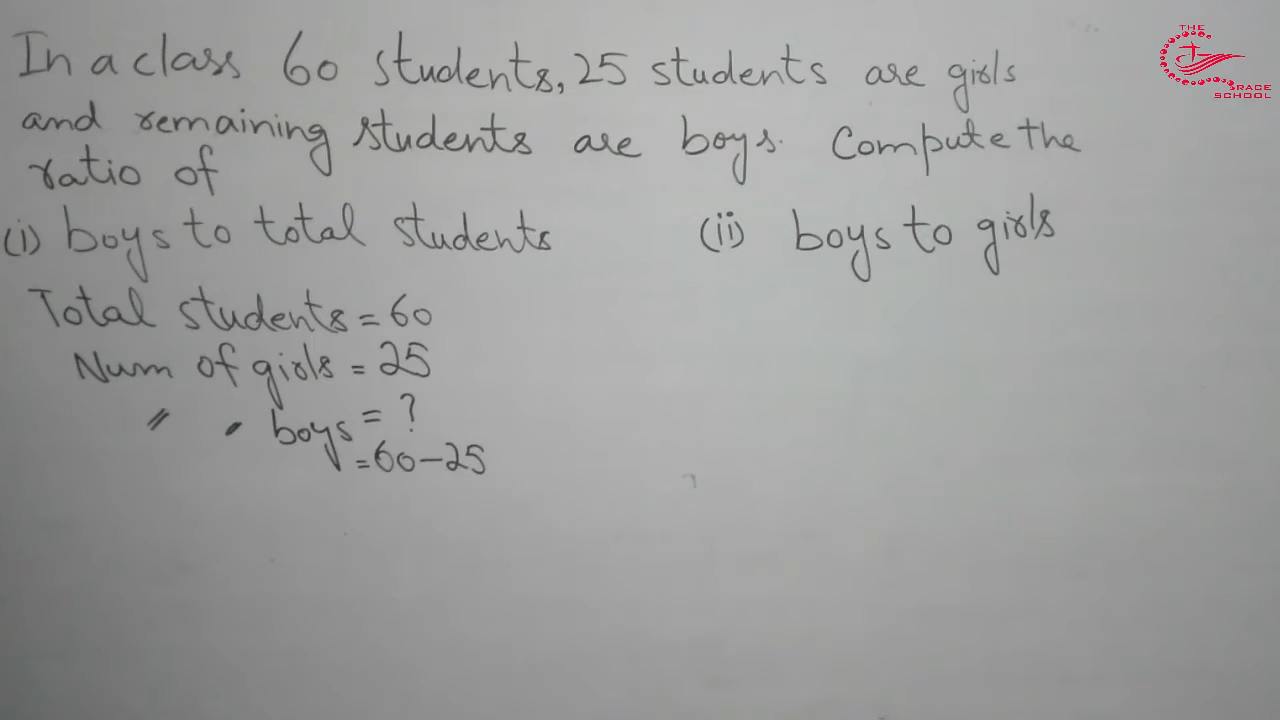 In a class 60 students, 25 students are girls
and remaining students are boys. Compute the
ratio of
(i) boys to total students (ii) boys to girls
Total students = 60
Num of girls = 25
〃 〃 boys = ?
= 60 - 25
THE
GRACE
SCHOOL